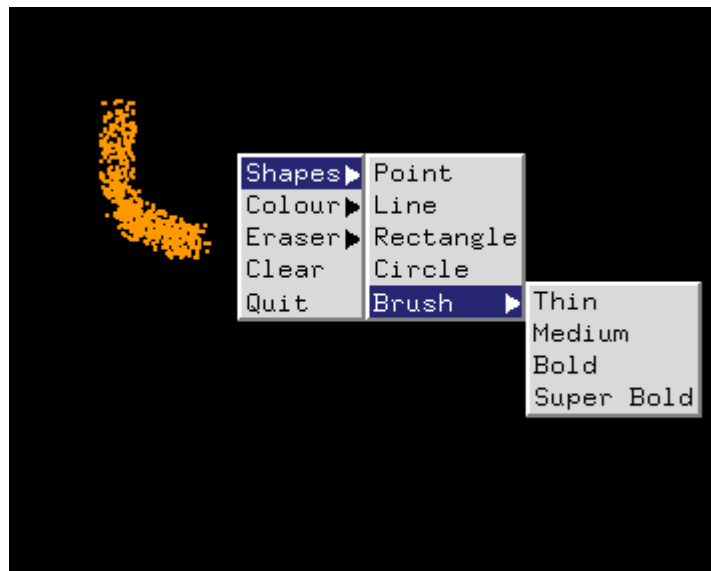 Shapes
Colour
Eraser
Clear
Quit
Point
Line
Rectangle
Circle
Brush
Thin
Medium
Bold
Super Bold